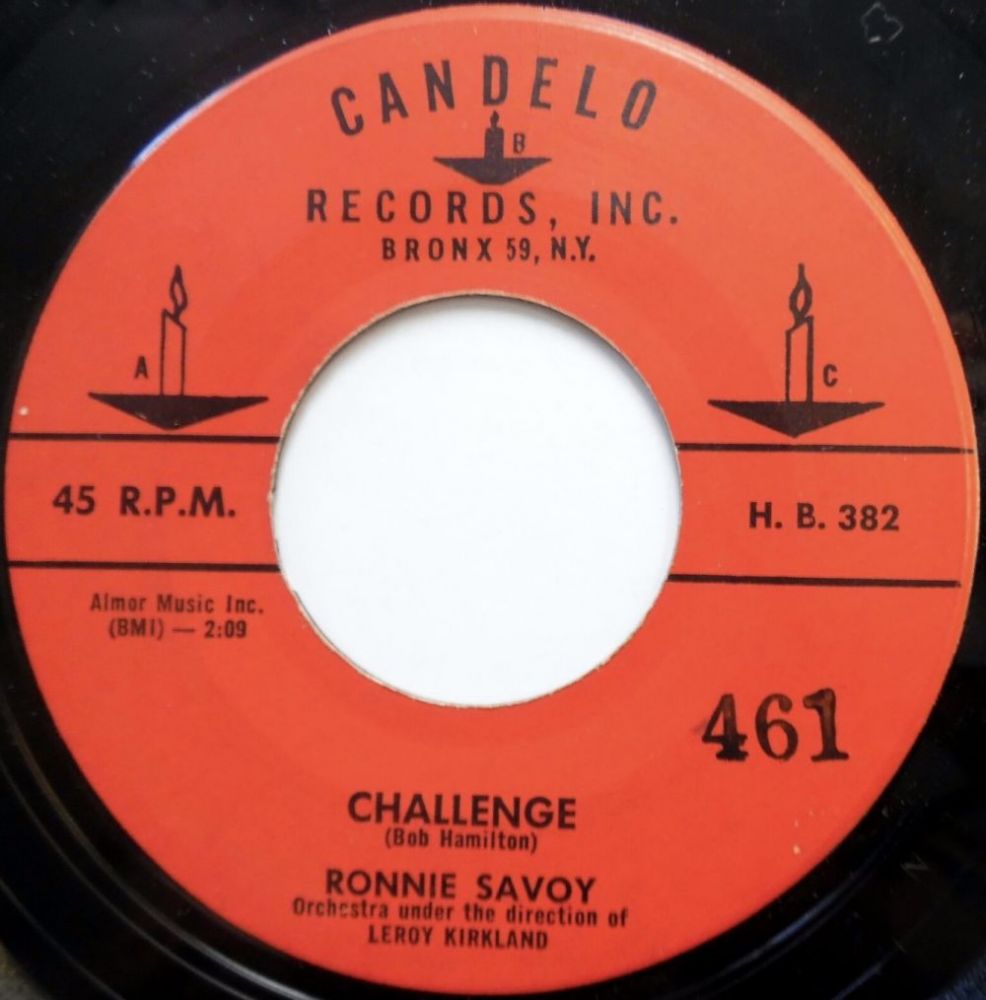 CANDELO
B
RECORDS, INC.
BRONX 59, N.Y.
A
C
45 R.P.M.
H. B. 382
Almor Music Inc.
(BMI) — 2:09
461
CHALLENGE
(Bob Hamilton)
RONNIE SAVOY
Orchestra under the direction of
LEROY KIRKLAND